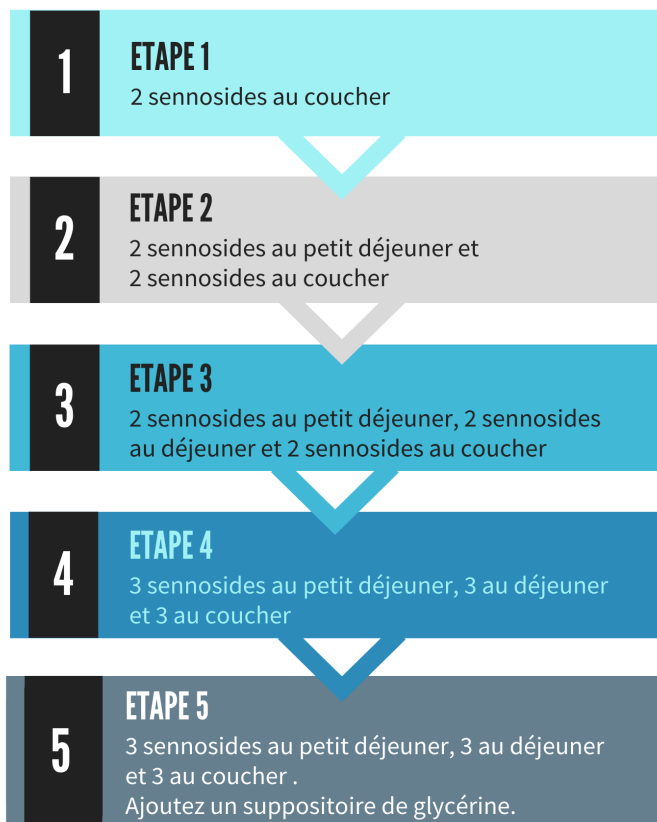 1
ETAPE 1
2 sennosides au coucher
2
ETAPE 2
2 sennosides au petit déjeuner et
2 sennosides au coucher
3
ETAPE 3
2 sennosides au petit déjeuner, 2 sennosides
au déjeuner et 2 sennosides au coucher
4
ETAPE 4
3 sennosides au petit déjeuner, 3 au déjeuner
et 3 au coucher
5
ETAPE 5
3 sennosides au petit déjeuner, 3 au déjeuner
et 3 au coucher .
Ajoutez un suppositoire de glycérine.